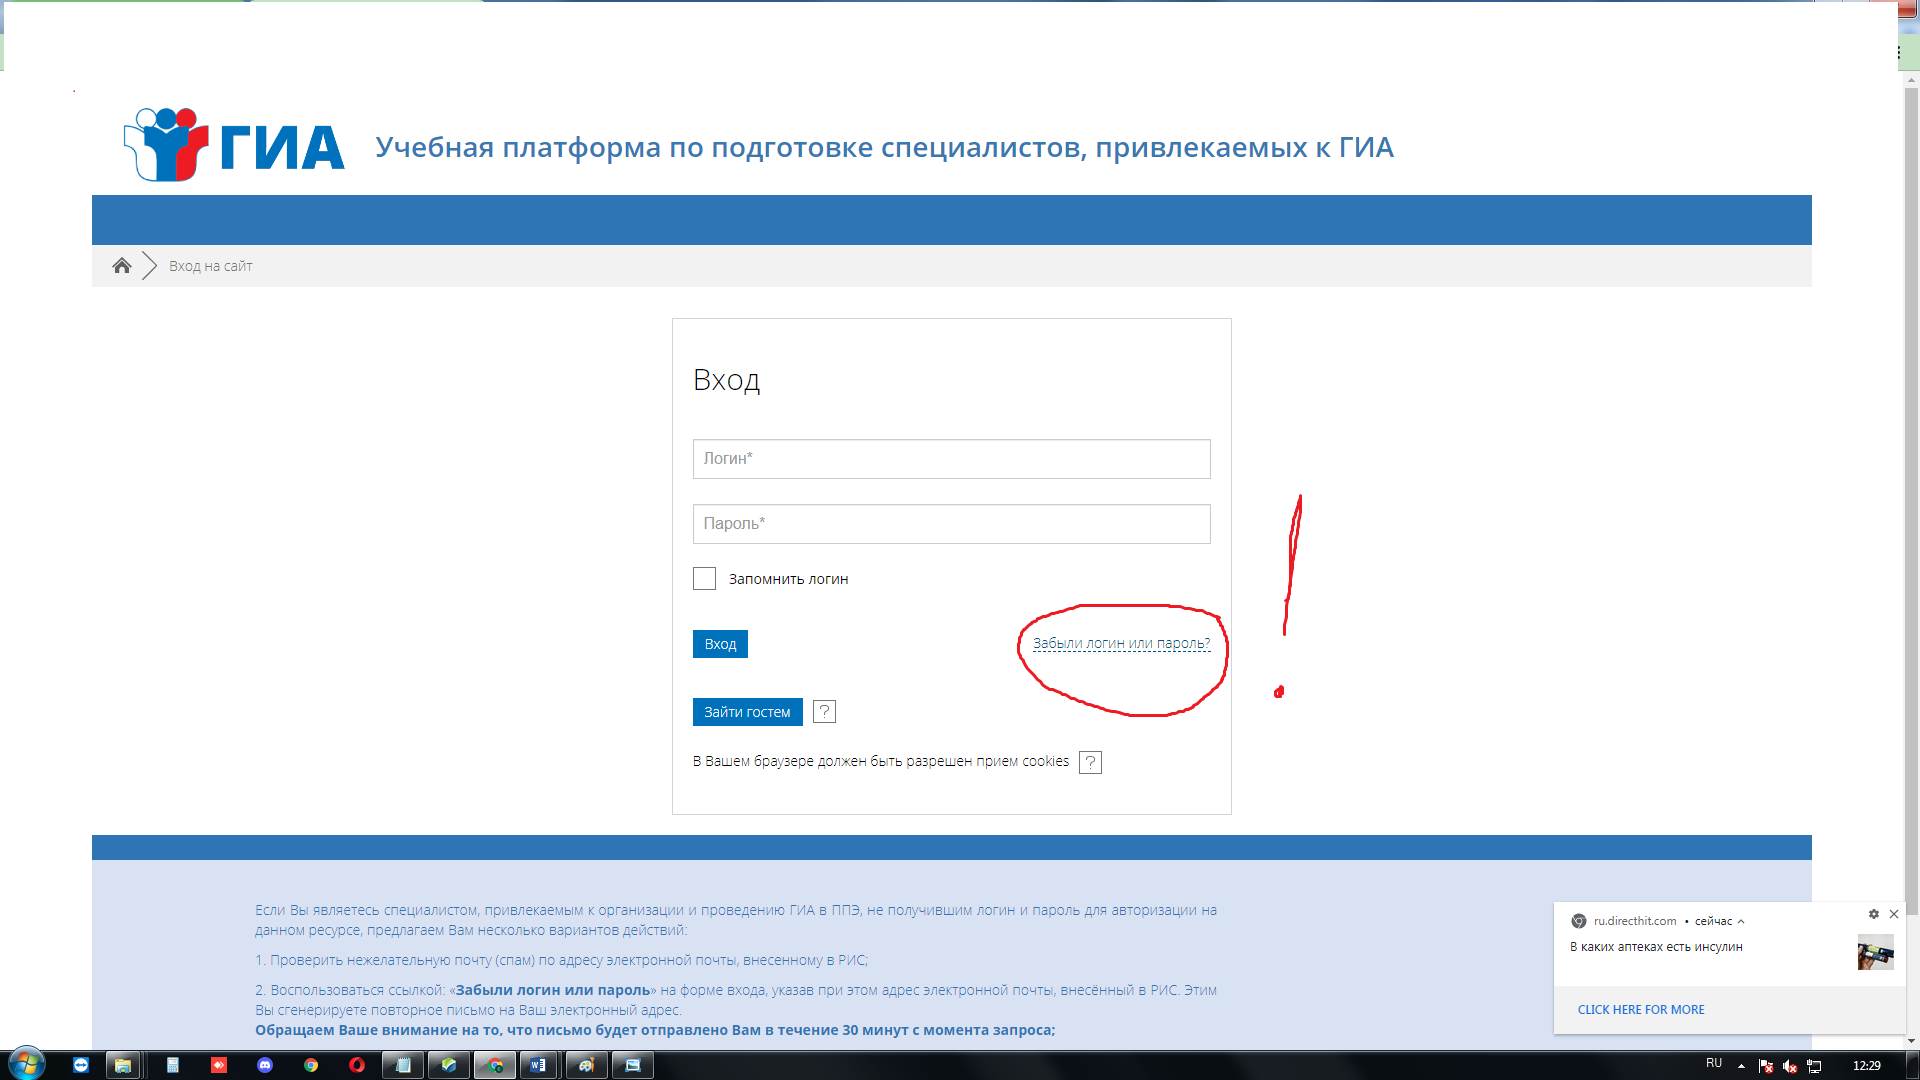 ГИА
Учебная платформа по подготовке специалистов, привлекаемых к ГИА
Вход на сайт
Вход
Логин*
Пароль*
Запомнить логин
Вход
Забыли логин или пароль?
!
Зайти гостем ?
В Вашем браузере должен быть разрешен прием cookies ?
Если Вы являетесь специалистом, привлекаемым к организации и проведению ГИА в ППЭ, не получившим логин и пароль для авторизации на
данном ресурсе, предлагаем Вам несколько вариантов действий:
1. Проверить нежелательную почту (спам) по адресу электронной почты, внесенному в РИС;
2. Воспользоваться ссылкой: «Забыли логин или пароль» на форме входа, указав при этом адрес электронной почты, внесённый в РИС. Этим
Вы сгенерируете повторное письмо на Ваш электронный адрес.
Обращаем Ваше внимание на то, что письмо будет отправлено Вам в течение 30 минут с момента запроса;
ru.directhit.com • сейчас
В каких аптеках есть инсулин
CLICK HERE FOR MORE
RU
12:29